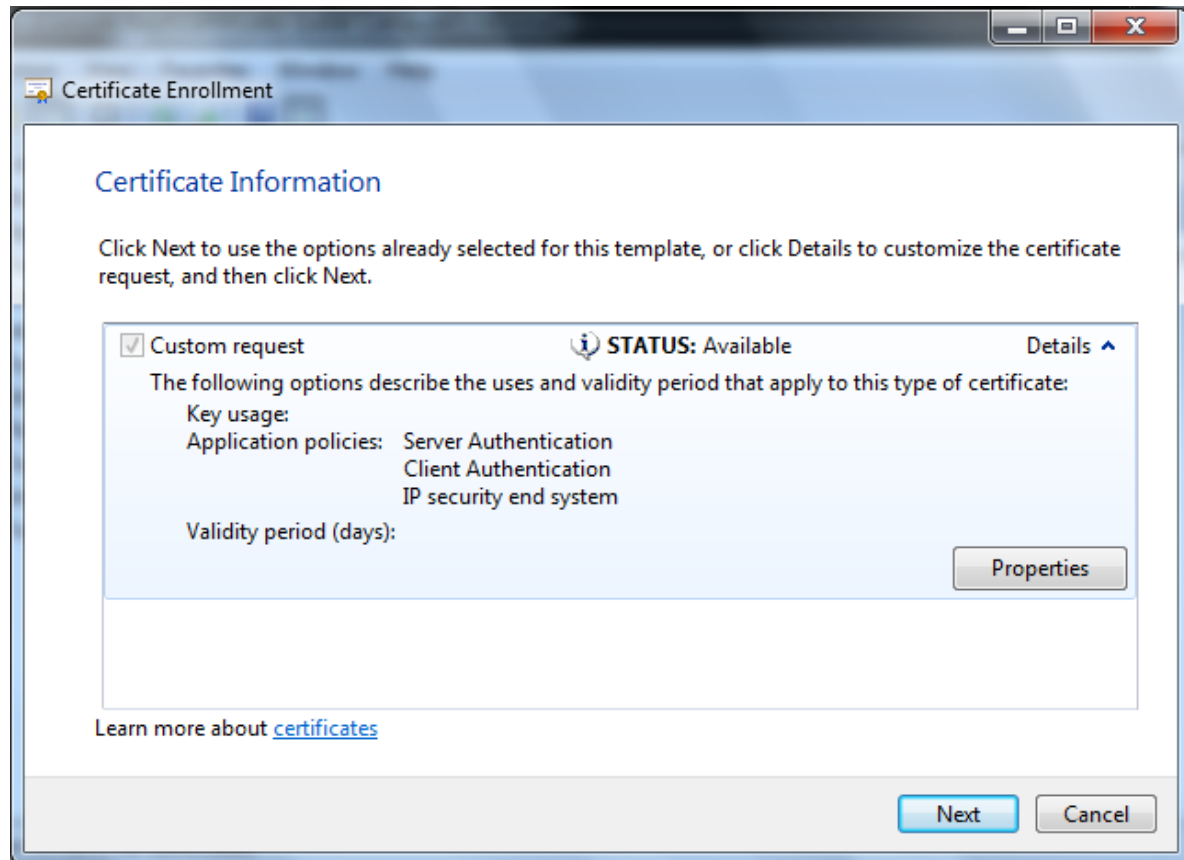 Certificate Enrollment
Certificate Information
Click Next to use the options already selected for this template, or click Details to customize the certificate
request, and then click Next.
Custom request STATUS: Available Details
The following options describe the uses and validity period that apply to this type of certificate:
Key usage:
Application policies: Server Authentication
Client Authentication
IP security end system
Validity period (days):
Properties
Learn more about certificates
Next Cancel